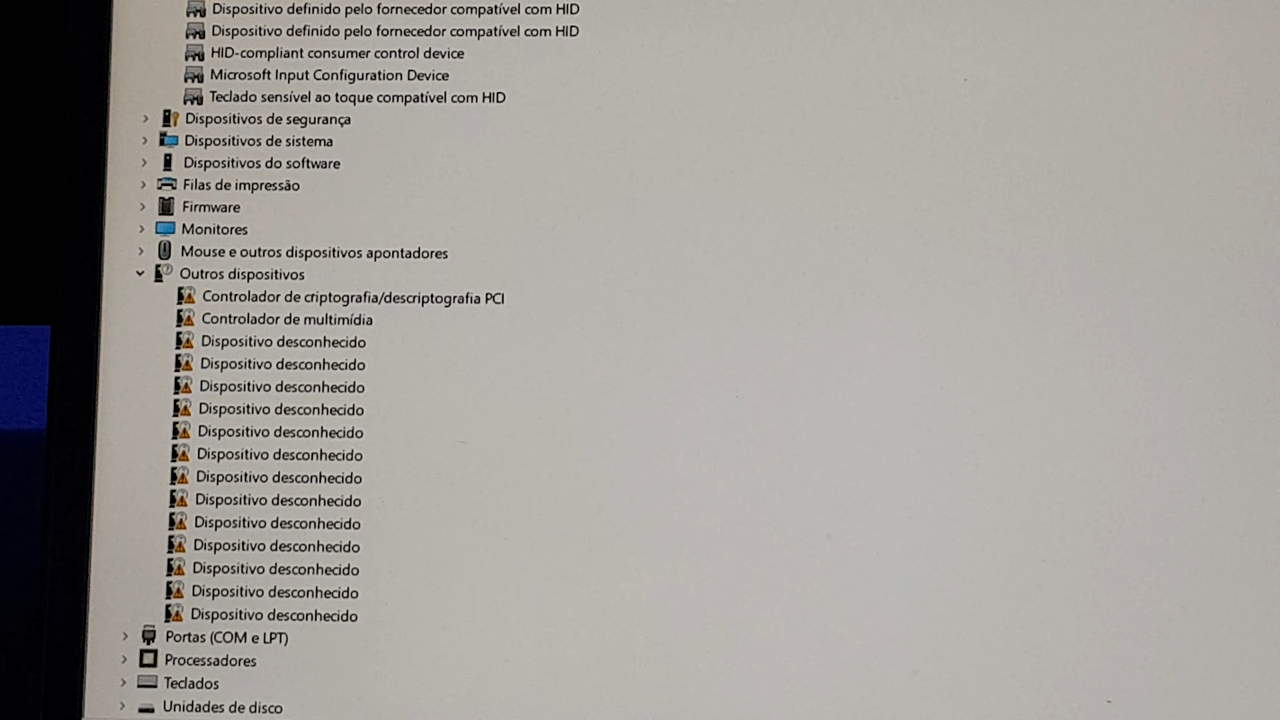 Dispositivo definido pelo fornecedor compatível com HID
Dispositivo definido pelo fornecedor compatível com HID
HID-compliant consumer control device
Microsoft Input Configuration Device
Teclado sensível ao toque compatível com HID
Dispositivos de segurança
Dispositivos de sistema
Dispositivos do software
Filas de impressão
Firmware
Monitores
Mouse e outros dispositivos apontadores
Outros dispositivos
Controlador de criptografia/descriptografia PCI
Controlador de multimídia
Dispositivo desconhecido
Dispositivo desconhecido
Dispositivo desconhecido
Dispositivo desconhecido
Dispositivo desconhecido
Dispositivo desconhecido
Dispositivo desconhecido
Dispositivo desconhecido
Dispositivo desconhecido
Dispositivo desconhecido
Dispositivo desconhecido
Dispositivo desconhecido
Dispositivo desconhecido
Portas (COM e LPT)
Processadores
Teclados
Unidades de disco